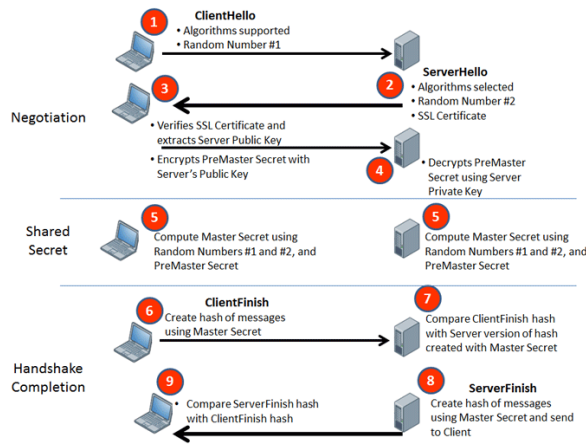 1
ClientHello
• Algorithms supported
• Random Number #1
2
ServerHello
• Algorithms selected
• Random Number #2
• SSL Certificate
Negotiation
3
• Verifies SSL Certificate and
extracts Server Public Key
• Encrypts PreMaster Secret with
Server's Public Key
4
• Decrypts PreMaster
Secret using Server
Private Key
Shared
Secret
5
Compute Master Secret using
Random Numbers #1 and #2, and
PreMaster Secret
5
Compute Master Secret using
Random Numbers #1 and #2, and
PreMaster Secret
Handshake
Completion
6
ClientFinish
Create hash of messages
using Master Secret
7
Compare ClientFinish hash
with Server version of hash
created with Master Secret
8
ServerFinish
Create hash of messages
using Master Secret and send
to Client
9
• Compare ServerFinish hash
with ClientFinish hash